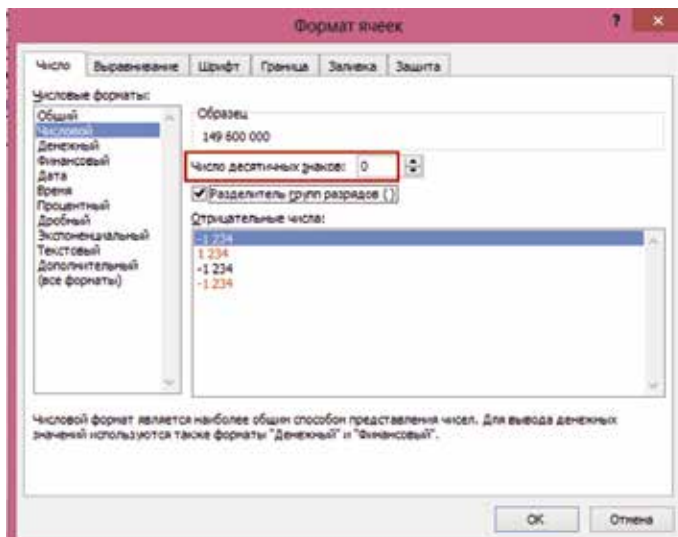 Формат ячеек
?
Число Выравнивание Шрифт Граница Заливка Защита
Числовые форматы:
Общий
Числовой
Денежный
Финансовый
Дата
Время
Процентный
Дробный
Экспоненциальный
Текстовый
Дополнительный
(все форматы)
Образец
149 600 000
Число десятичных знаков: 0
Разделитель групп разрядов ( )
Отрицательные числа:
-1 234
1 234
-1 234
-1 234
Числовой формат является наиболее общим способом представления чисел. Для вывода денежных
значений используются также форматы "Денежный" и "Финансовый".
ОК Отмена